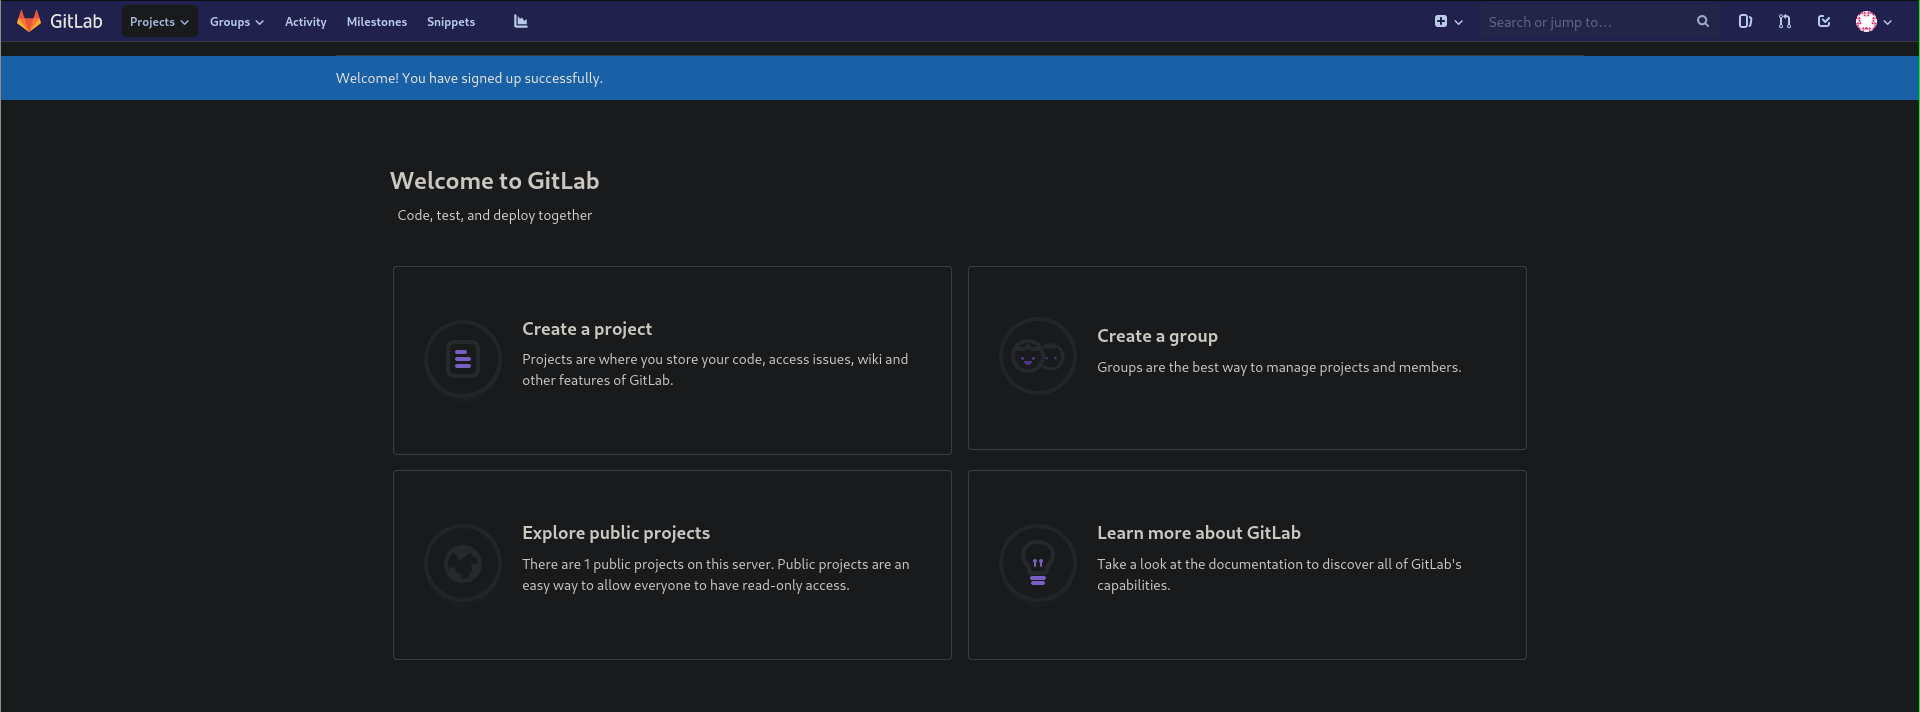 GitLab Projects Groups Activity Milestones Snippets Search or jump to...
Welcome! You have signed up successfully.
Welcome to GitLab
Code, test, and deploy together
Create a project
Projects are where you store your code, access issues, wiki and
other features of GitLab.
Create a group
Groups are the best way to manage projects and members.
Explore public projects
There are 1 public projects on this server. Public projects are an
easy way to allow everyone to have read-only access.
Learn more about GitLab
Take a look at the documentation to discover all of GitLab's
capabilities.